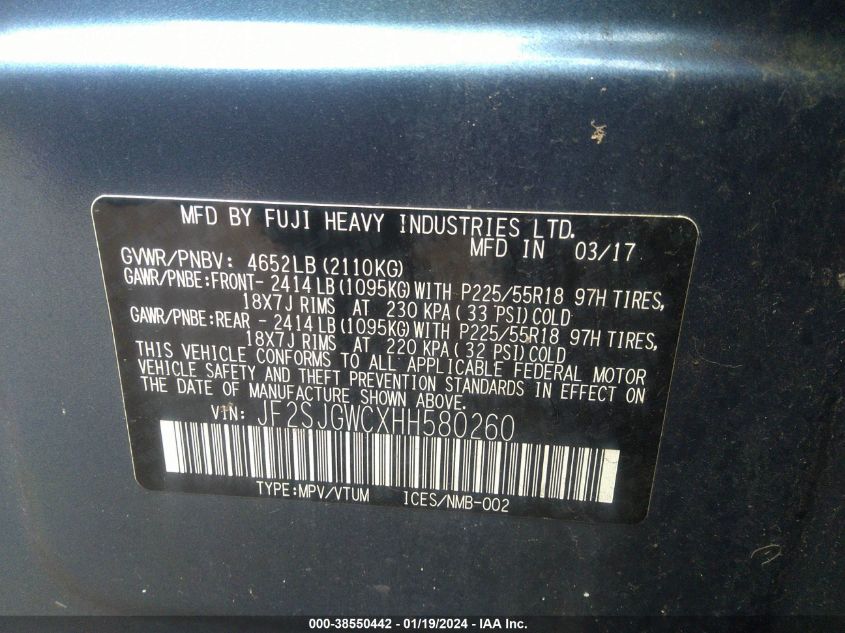 MFD BY FUJI HEAVY INDUSTRIES LTD.
MFD IN 03/17
GVWR/PNBV: 4652LB (2110KG)
GAWR/PNBE:FRONT- 2414 LB (1095KG) WITH P225/55R18 97H TIRES,
18X7J RIMS AT 230 KPA (33 PSI) COLD
GAWR/PNBE:REAR - 2414 LB (1095KG) WITH P225/55R18 97H TIRES,
18X7J RIMS AT 220 KPA (32 PSI) COLD
THIS VEHICLE CONFORMS TO ALL APPLICABLE FEDERAL MOTOR
VEHICLE SAFETY AND THEFT PREVENTION STANDARDS IN EFFECT ON
THE DATE OF MANUFACTURE SHOWN ABOVE.
VIN: JF2SJGWCXHH580260
TYPE:MPV/VTUM ICES/NMB-002
000-38550442 - 01/19/2024 - IAA Inc.